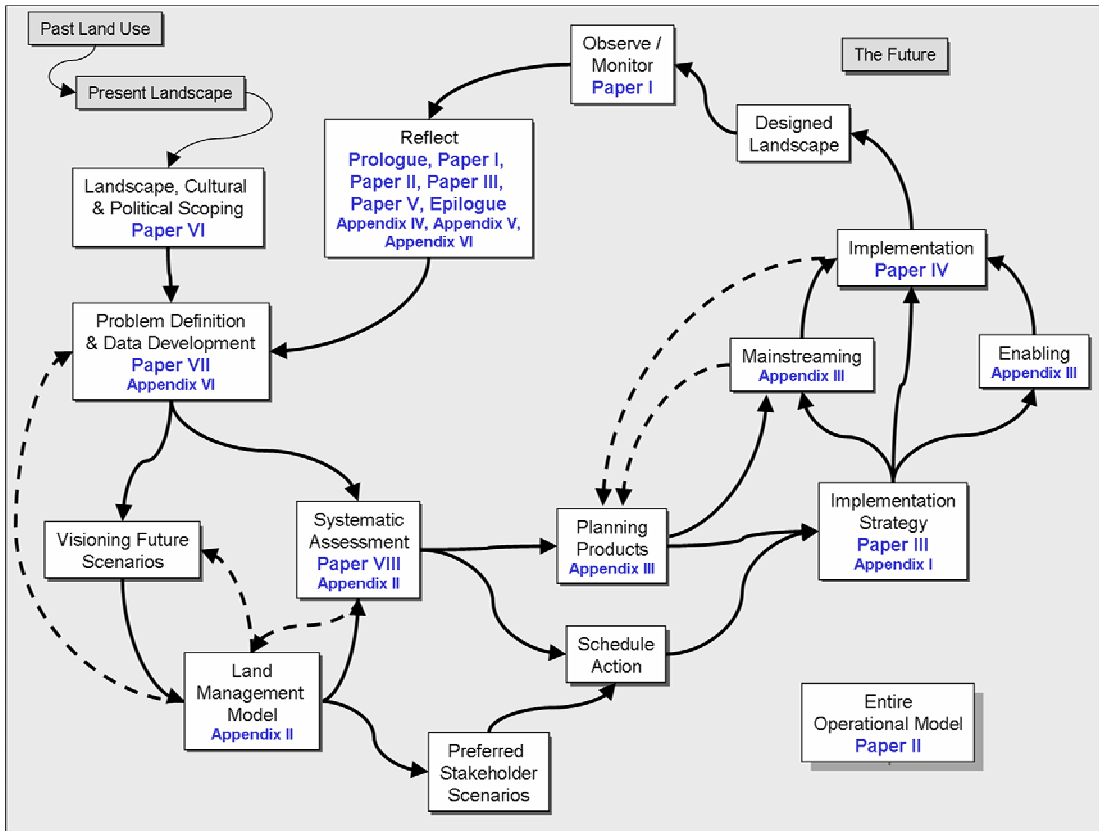 Past Land Use
Present Landscape
Landscape, Cultural
& Political Scoping
Paper VI
Problem Definition
& Data Development
Paper VII
Appendix VI
Visioning Future
Scenarios
Land
Management
Model
Appendix II
Systematic
Assessment
Paper VIII
Appendix II
Preferred
Stakeholder
Scenarios
Reflect
Prologue, Paper I,
Paper II, Paper III,
Paper V, Epilogue
Appendix IV, Appendix V,
Appendix VI
Observe /
Monitor
Paper I
The Future
Designed
Landscape
Implementation
Paper IV
Mainstreaming
Appendix III
Enabling
Appendix III
Planning
Products
Appendix III
Implementation
Strategy
Paper III
Appendix I
Schedule
Action
Entire
Operational Model
Paper II